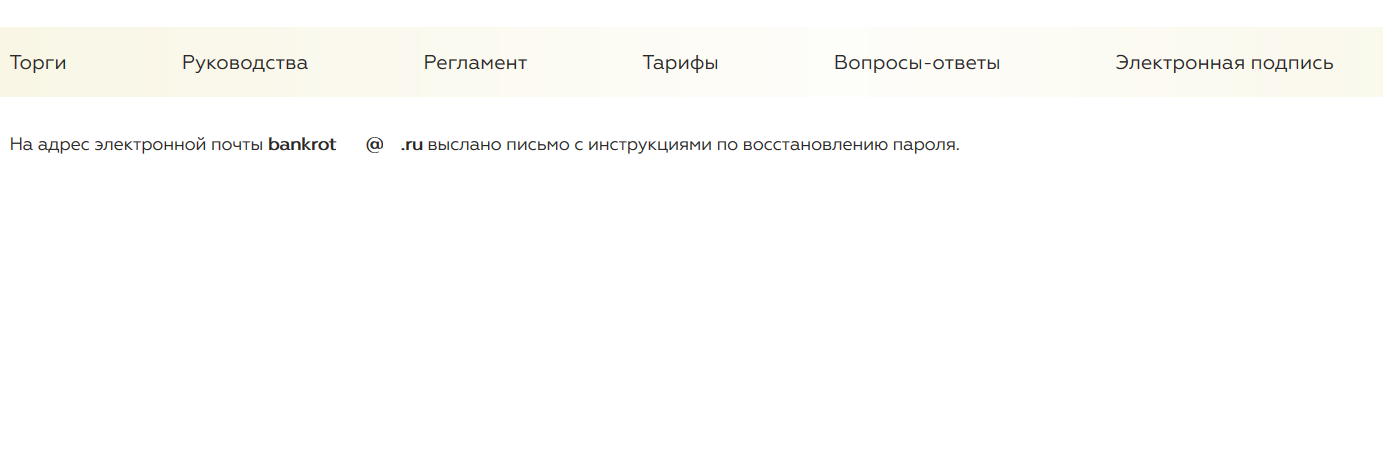 Торги Руководства Регламент Тарифы Вопросы-ответы Электронная подпись
На адрес электронной почты bankrot @ .ru выслано письмо с инструкциями по восстановлению пароля.